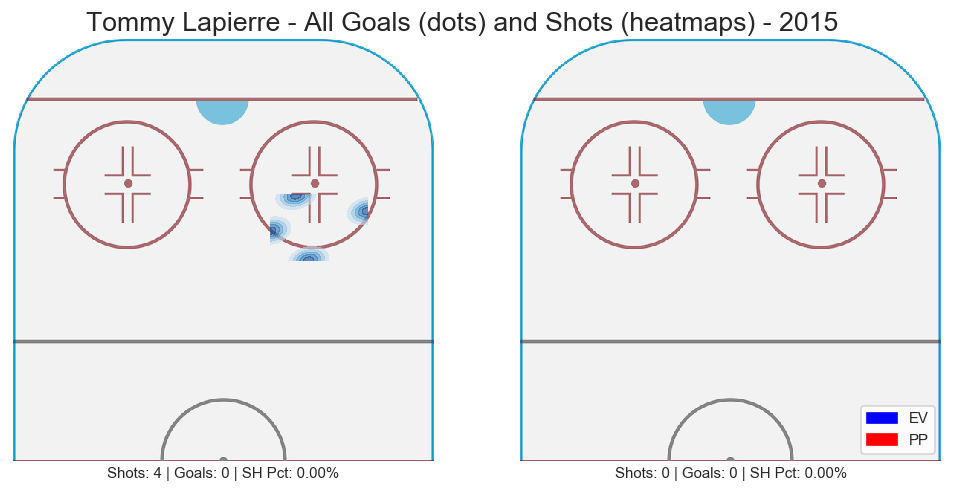 Tommy Lapierre - All Goals (dots) and Shots (heatmaps) - 2015
EV
PP
Shots: 4 | Goals: 0 | SH Pct: 0.00%
Shots: 0 | Goals: 0 | SH Pct: 0.00%